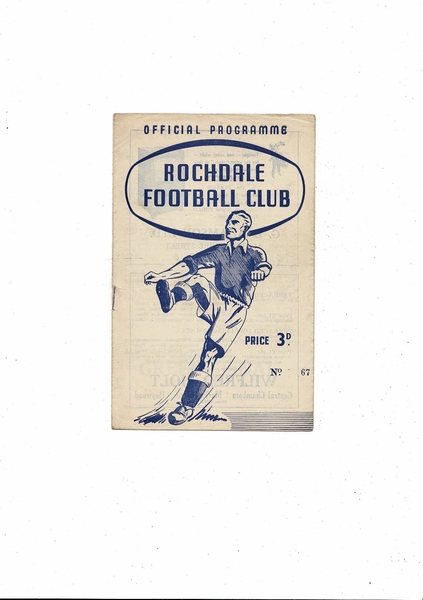 OFFICIAL PROGRAMME
ROCHDALE
FOOTBALL CLUB
PRICE 3D.
Nº 67